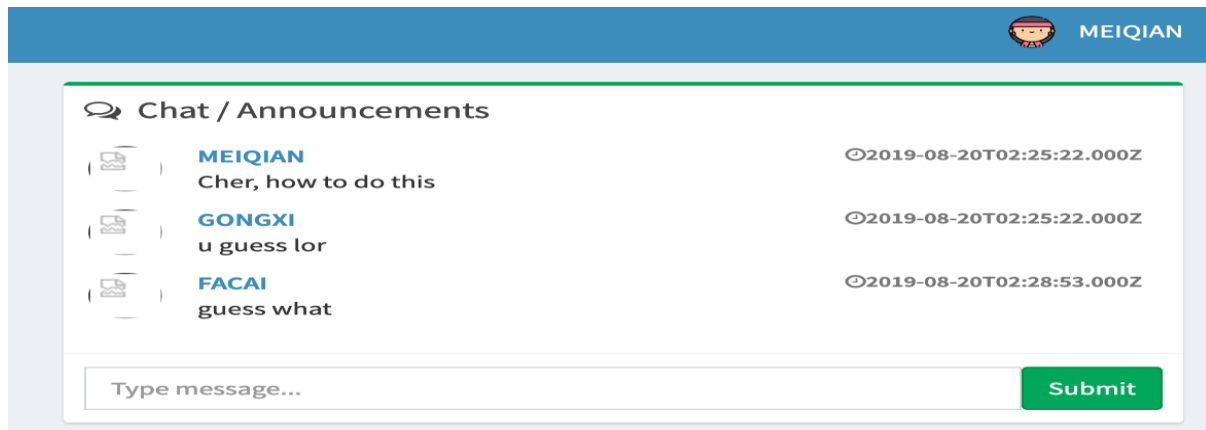 MEIQIAN
Chat / Announcements
MEIQIAN 2019-08-20T02:25:22.000Z
Cher, how to do this
GONGXI 2019-08-20T02:25:22.000Z
u guess lor
FACAI 2019-08-20T02:28:53.000Z
guess what
Type message...
Submit